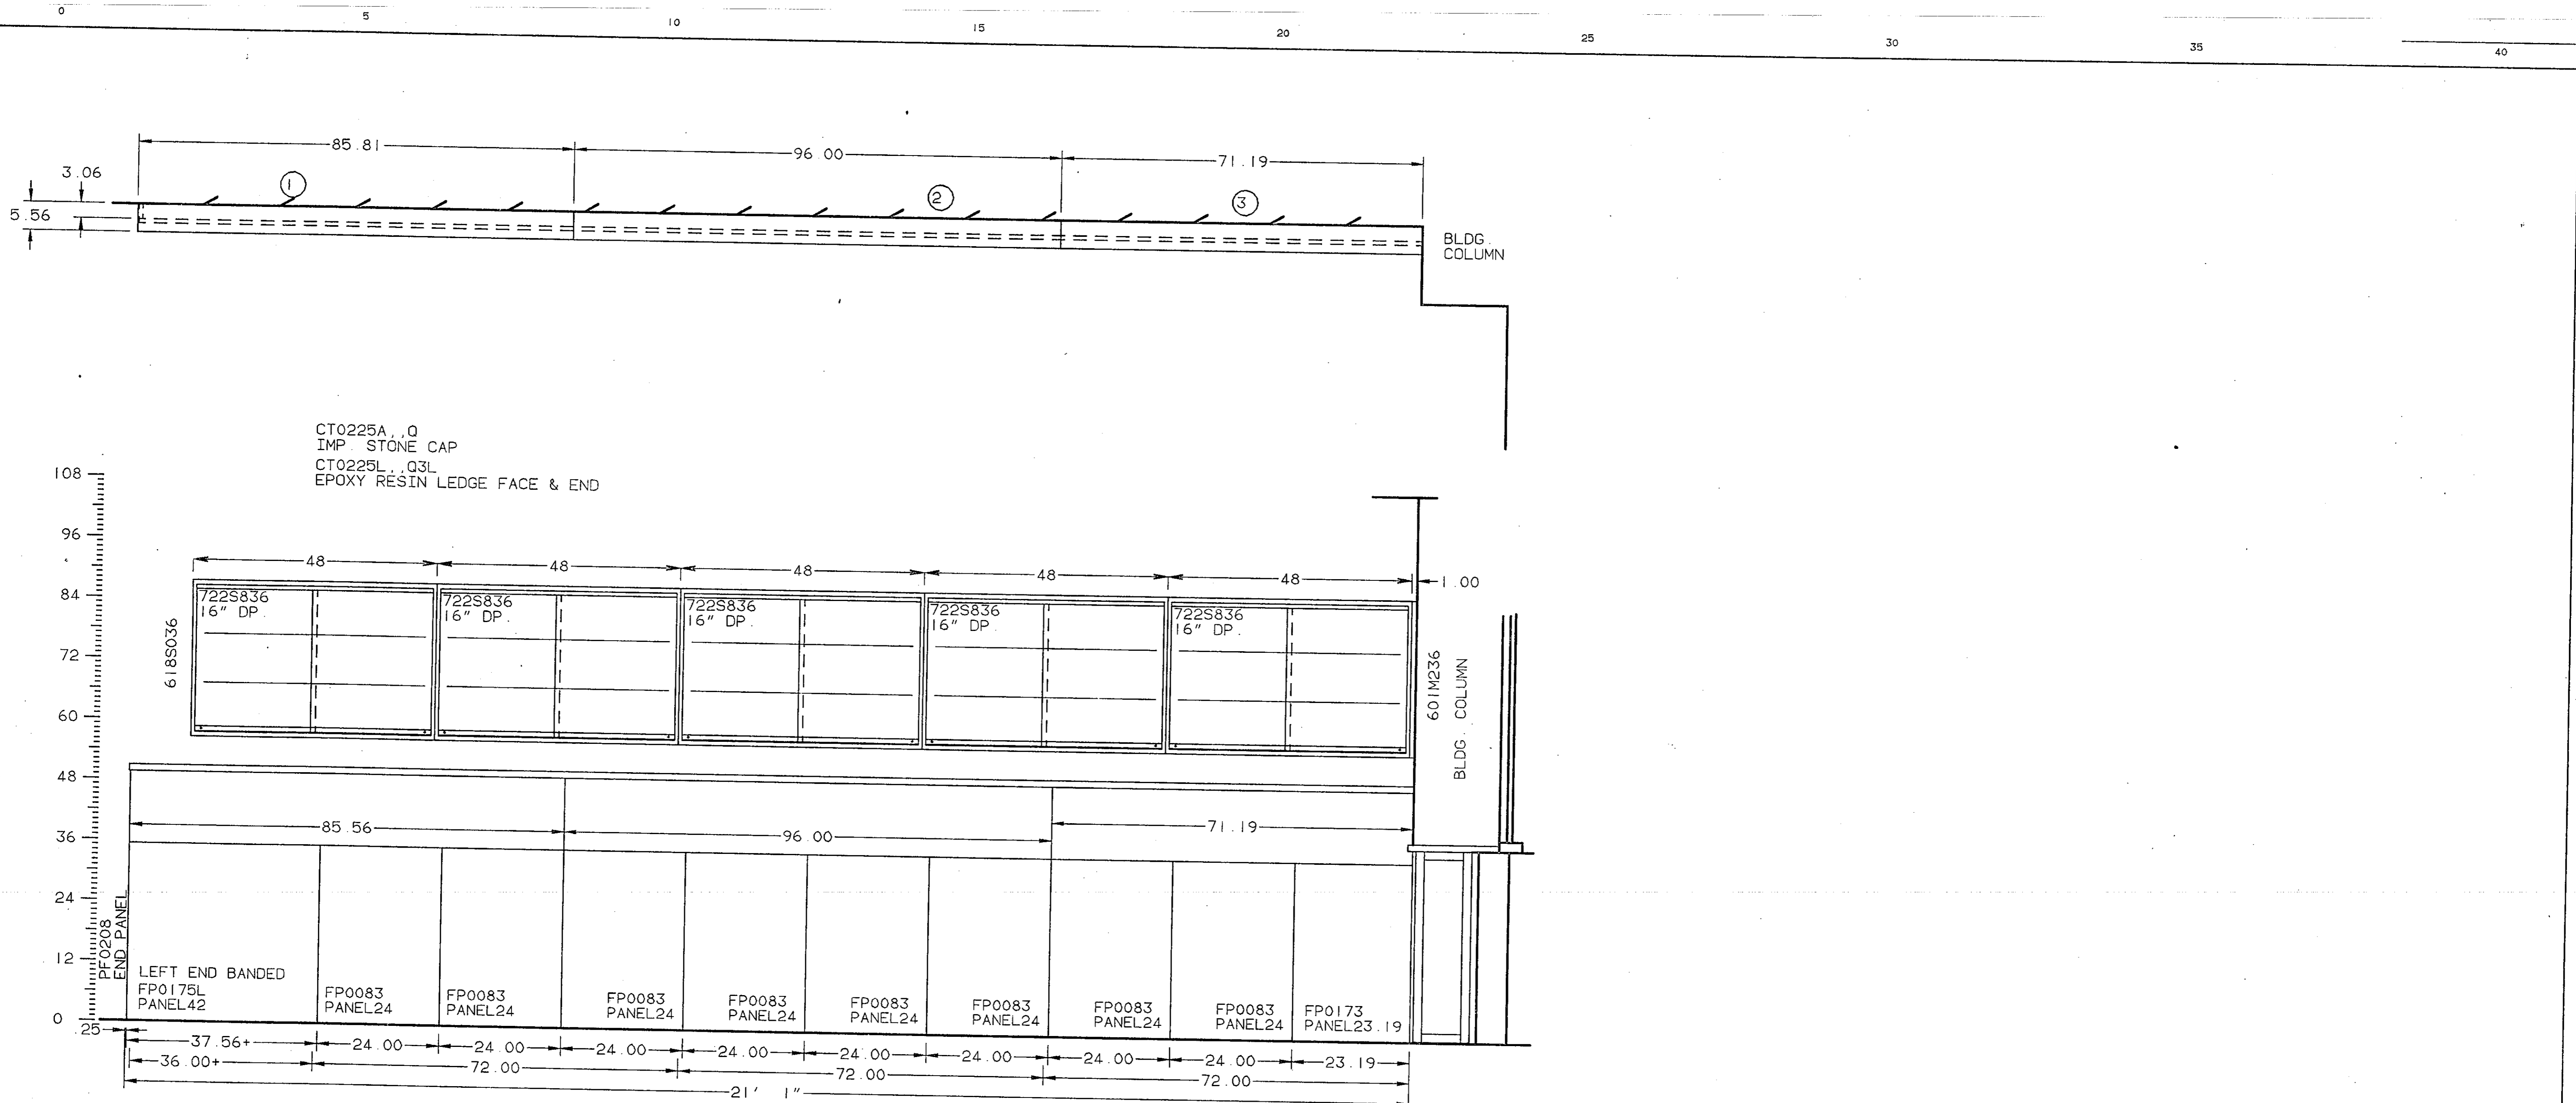 0 5 10 15 20 25 30 35 40
85.81 96.00 71.19
3.06
5.56
1 2 3
BLDG.
COLUMN
CT0225A,,Q
IMP. STONE CAP
CT0225L,,Q3L
EPOXY RESIN LEDGE FACE & END
108
96
84
72
60
48
36
24
12
0
48 48 48 48 48 1.00
722S836
16" DP.
722S836
16" DP.
722S836
16" DP.
722S836
16" DP.
722S836
16" DP.
618S036
601M236
BLDG. COLUMN
85.56 96.00 71.19
PF0208
END PANEL
LEFT END BANDED
FP0175L
PANEL42
FP0083
PANEL24
FP0083
PANEL24
FP0083
PANEL24
FP0083
PANEL24
FP0083
PANEL24
FP0083
PANEL24
FP0083
PANEL24
FP0083
PANEL24
FP0173
PANEL23.19
.25
37.56+ 24.00 24.00 24.00 24.00 24.00 24.00 24.00 24.00 23.19
36.00+ 72.00 72.00 72.00
21' 1"